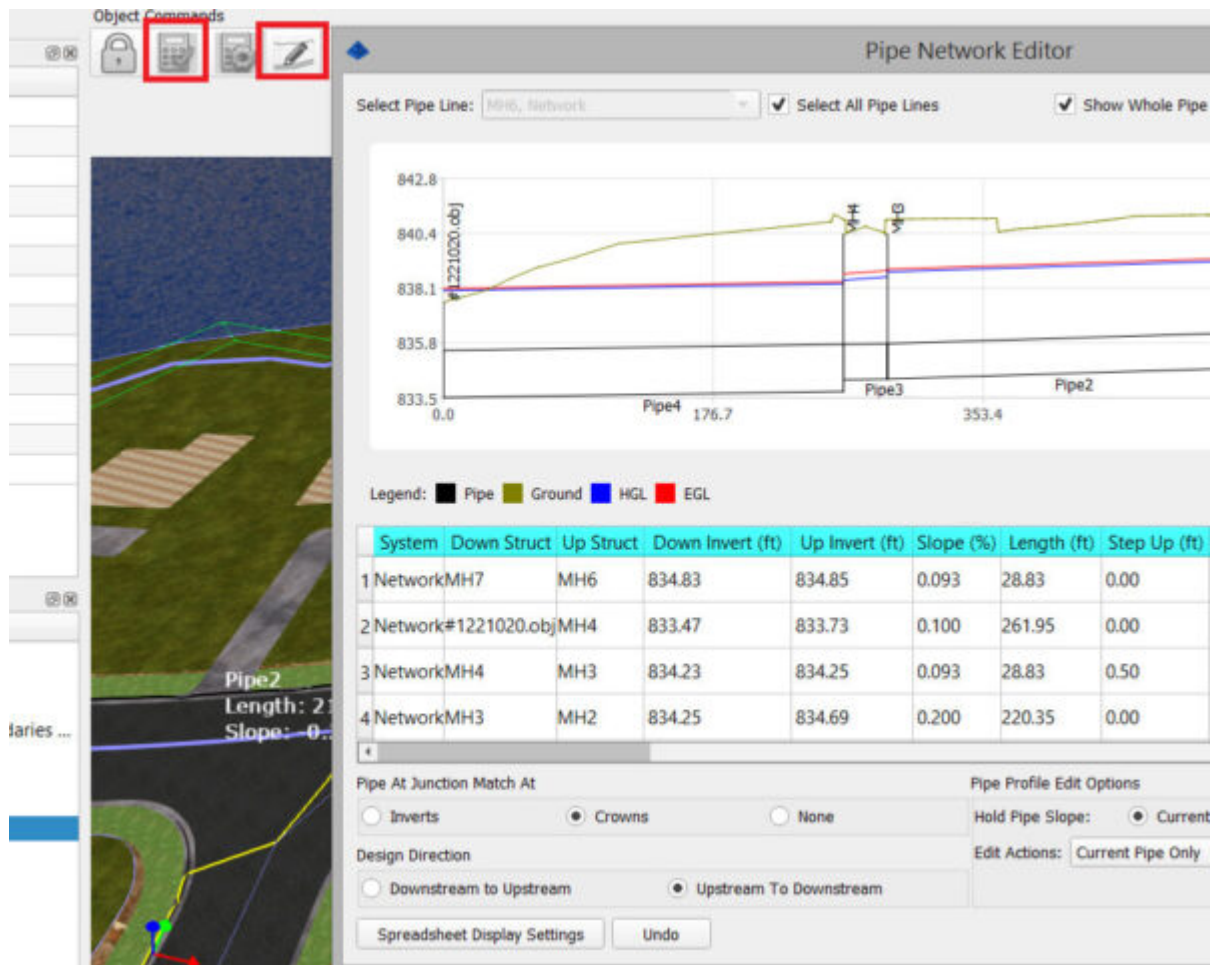 Object Commands
Pipe Network Editor
Select Pipe Line: MH6, Network Select All Pipe Lines Show Whole Pipe
842.8
840.4
838.1
835.8
833.5
#1221020.obj
MH4
MH3
Pipe4
Pipe3
Pipe2
0.0 176.7 353.4
Legend: Pipe Ground HGL EGL
System Down Struct Up Struct Down Invert (ft) Up Invert (ft) Slope (%) Length (ft) Step Up (ft)
1 Network MH7 MH6 834.83 834.85 0.093 28.83 0.00
2 Network #1221020.obj MH4 833.47 833.73 0.100 261.95 0.00
3 Network MH4 MH3 834.23 834.25 0.093 28.83 0.50
4 Network MH3 MH2 834.25 834.69 0.200 220.35 0.00
Pipe2
Length: 21
Slope: -0.
daries ...
Pipe At Junction Match At
Inverts Crowns None
Design Direction
Downstream to Upstream Upstream To Downstream
Pipe Profile Edit Options
Hold Pipe Slope: Current
Edit Actions: Current Pipe Only
Spreadsheet Display Settings Undo